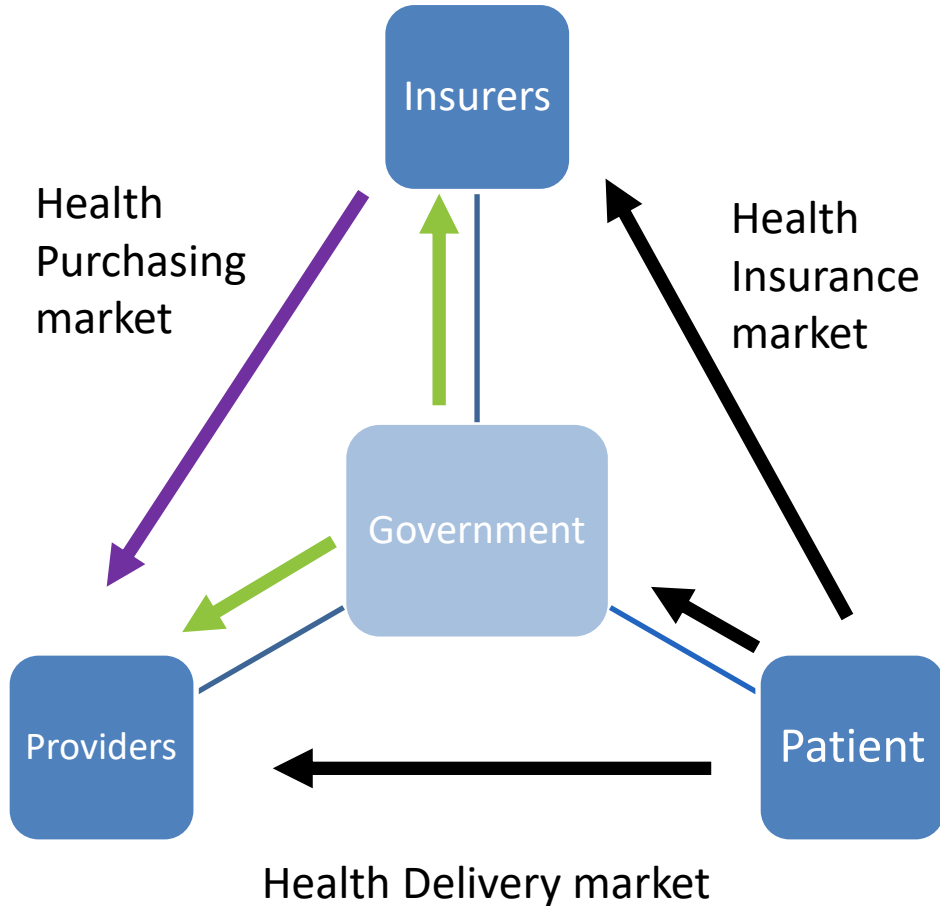 Insurers
Health
Purchasing
market
Health
Insurance
market
Government
Providers
Patient
Health Delivery market